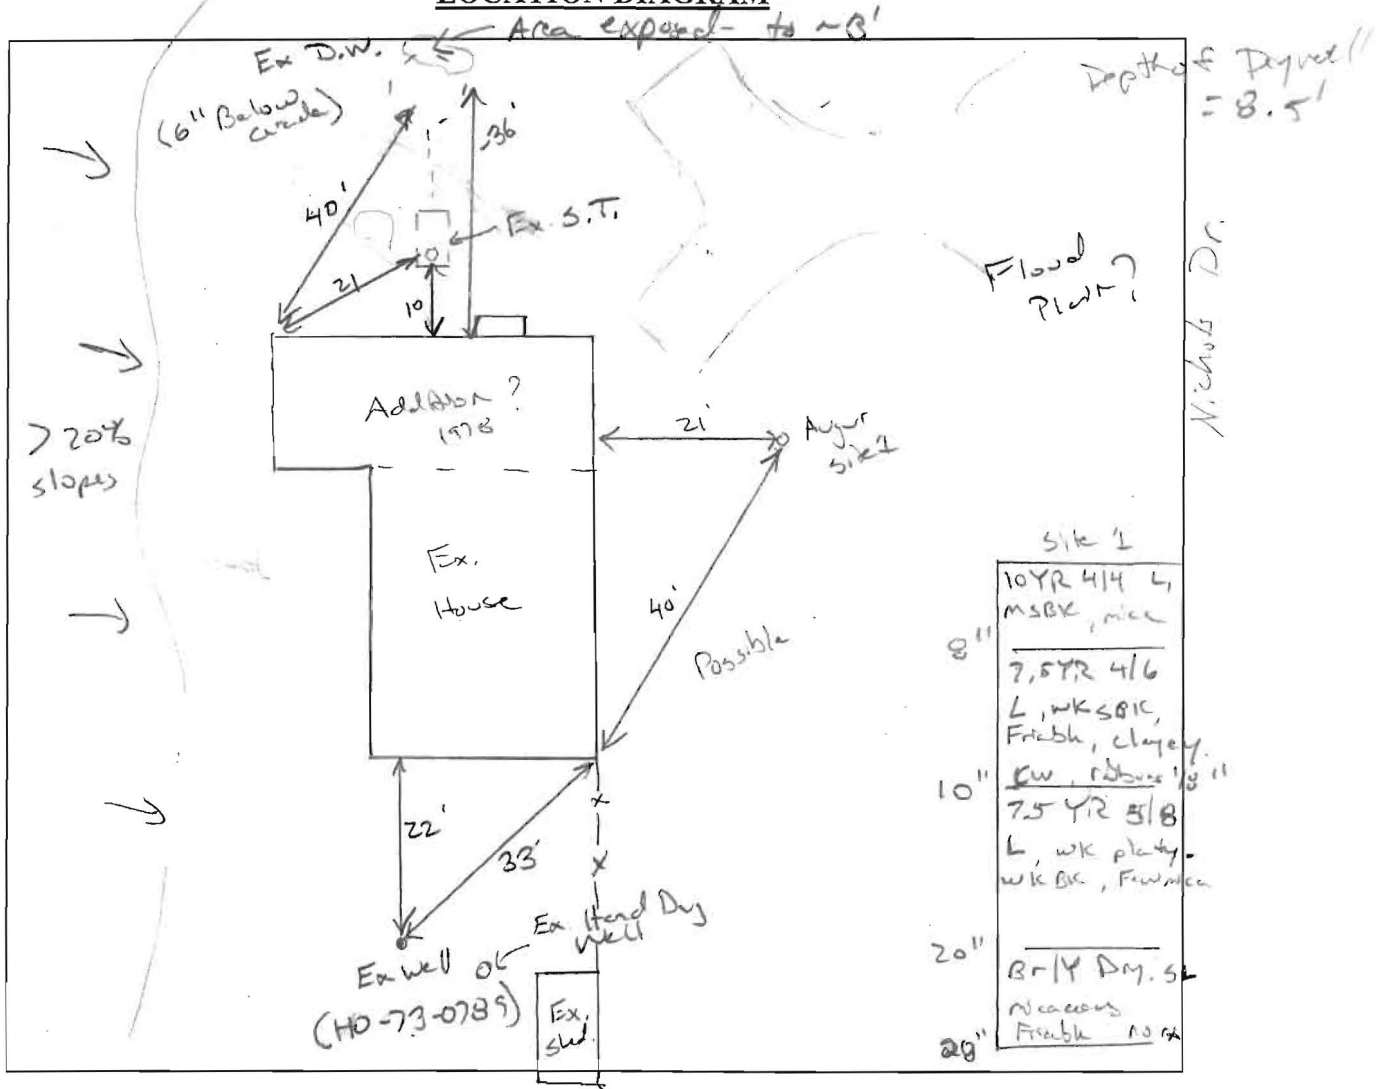 LOCATION DIAGRAM
Area exposed - to ~8'
Ex D.W.
(6" Below
Grade)
Depth of Drywell
= 8.5'
36'
40'
Ex. S.T.
21
10
Flood
Plain?
Nichols Dr.
Addition ?
1978
21'
Augur
site 1
>20%
slopes
Ex.
House
40'
Possible
Site 1
10YR 4/4 L,
MSBK, mica
8"
7.5YR 4/6
L, wk SBK,
Friable, clayey.
10"
7.5 YR 5/8
L, wk platy-
wk BK, Few mica
20"
Br/Y Dry. SL
micaceous
Friable no
22'
33'
x
x
Ex. Hand Dug
Well
Ex Well
(HO-73-0789)
Ex.
shd.